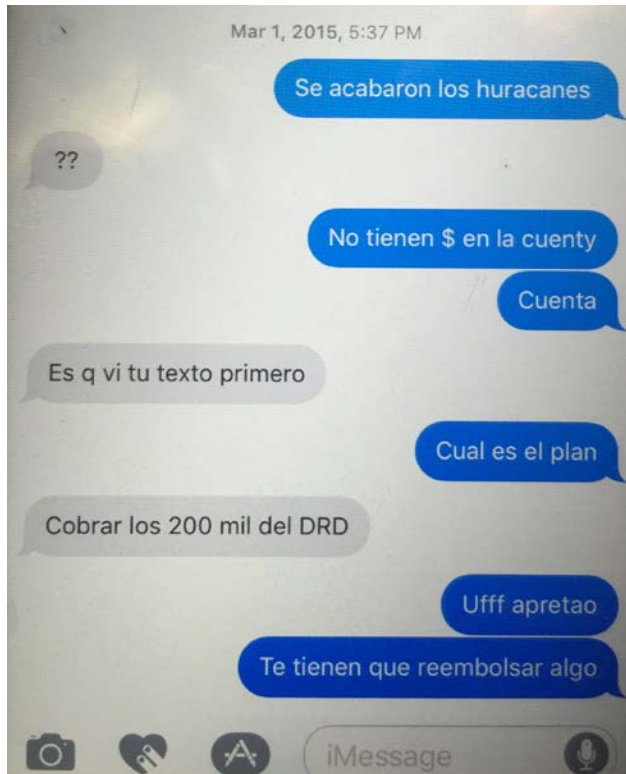 Mar 1, 2015, 5:37 PM
Se acabaron los huracanes
??
No tienen $ en la cuenty
Cuenta
Es q vi tu texto primero
Cual es el plan
Cobrar los 200 mil del DRD
Ufff apretao
Te tienen que reembolsar algo
iMessage